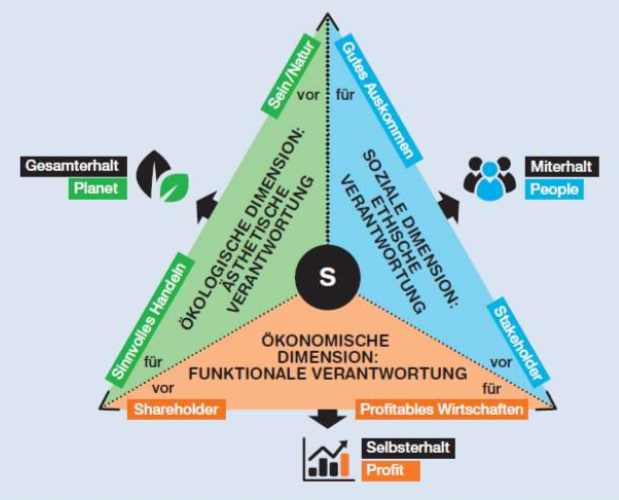 Sein/Natur
Gutes Auskommen
vor
für
Gesamterhalt
Planet
Miterhalt
People
ÖKOLOGISCHE DIMENSION:
ÄSTHETISCHE
VERANTWORTUNG
SOZIALE DIMENSION:
ETHISCHE
VERANTWORTUNG
S
Sinnvolles Handeln
für
vor
Stakeholder
vor
für
ÖKONOMISCHE
DIMENSION:
FUNKTIONALE VERANTWORTUNG
Shareholder
Profitables Wirtschaften
Selbsterhalt
Profit